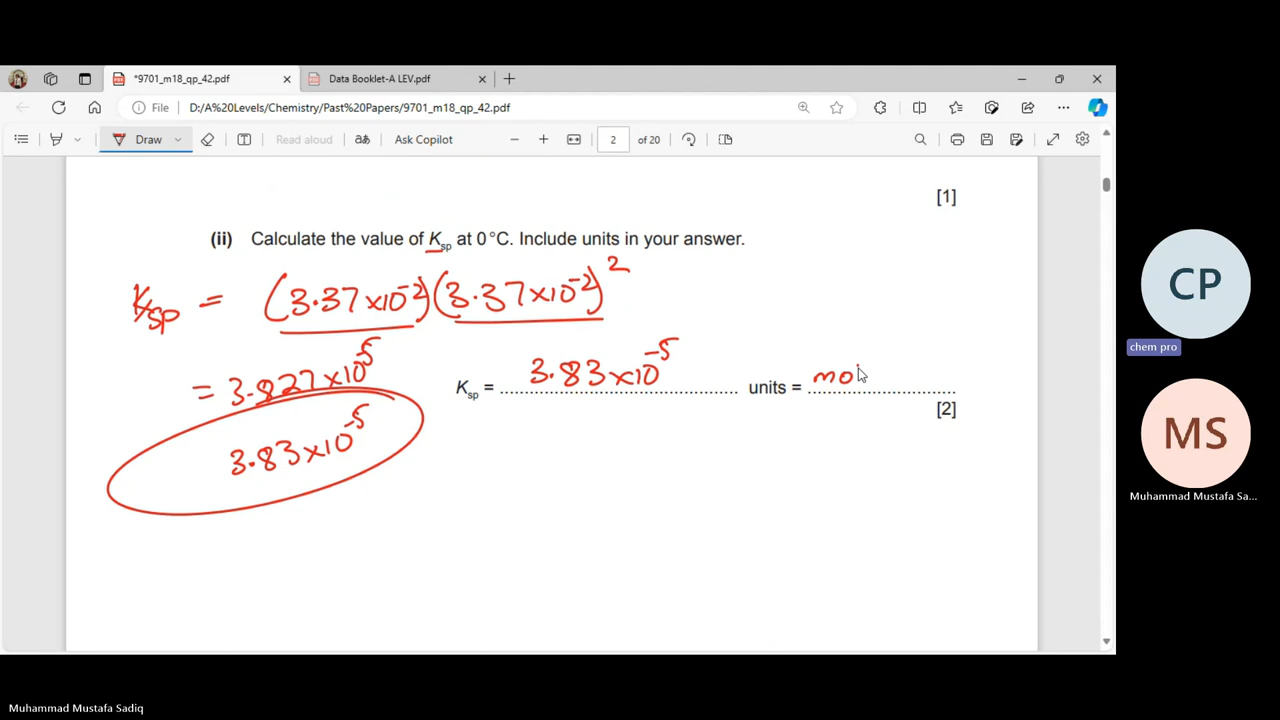 *9701_m18_qp_42.pdf
Data Booklet-A LEV.pdf
File D:/A%20Levels/Chemistry/Past%20Papers/9701_m18_qp_42.pdf
Draw Read aloud aあ Ask Copilot 2 of 20
[1]
(ii) Calculate the value of Ksp at 0 °C. Include units in your answer.
Ksp = (3.37×10⁻²)(3.37×10⁻²)²
= 3.827×10⁻⁵
Ksp = 3.83×10⁻⁵ units = mo
[2]
3.83×10⁻⁵
CP
chem pro
MS
Muhammad Mustafa Sa...
Muhammad Mustafa Sadiq